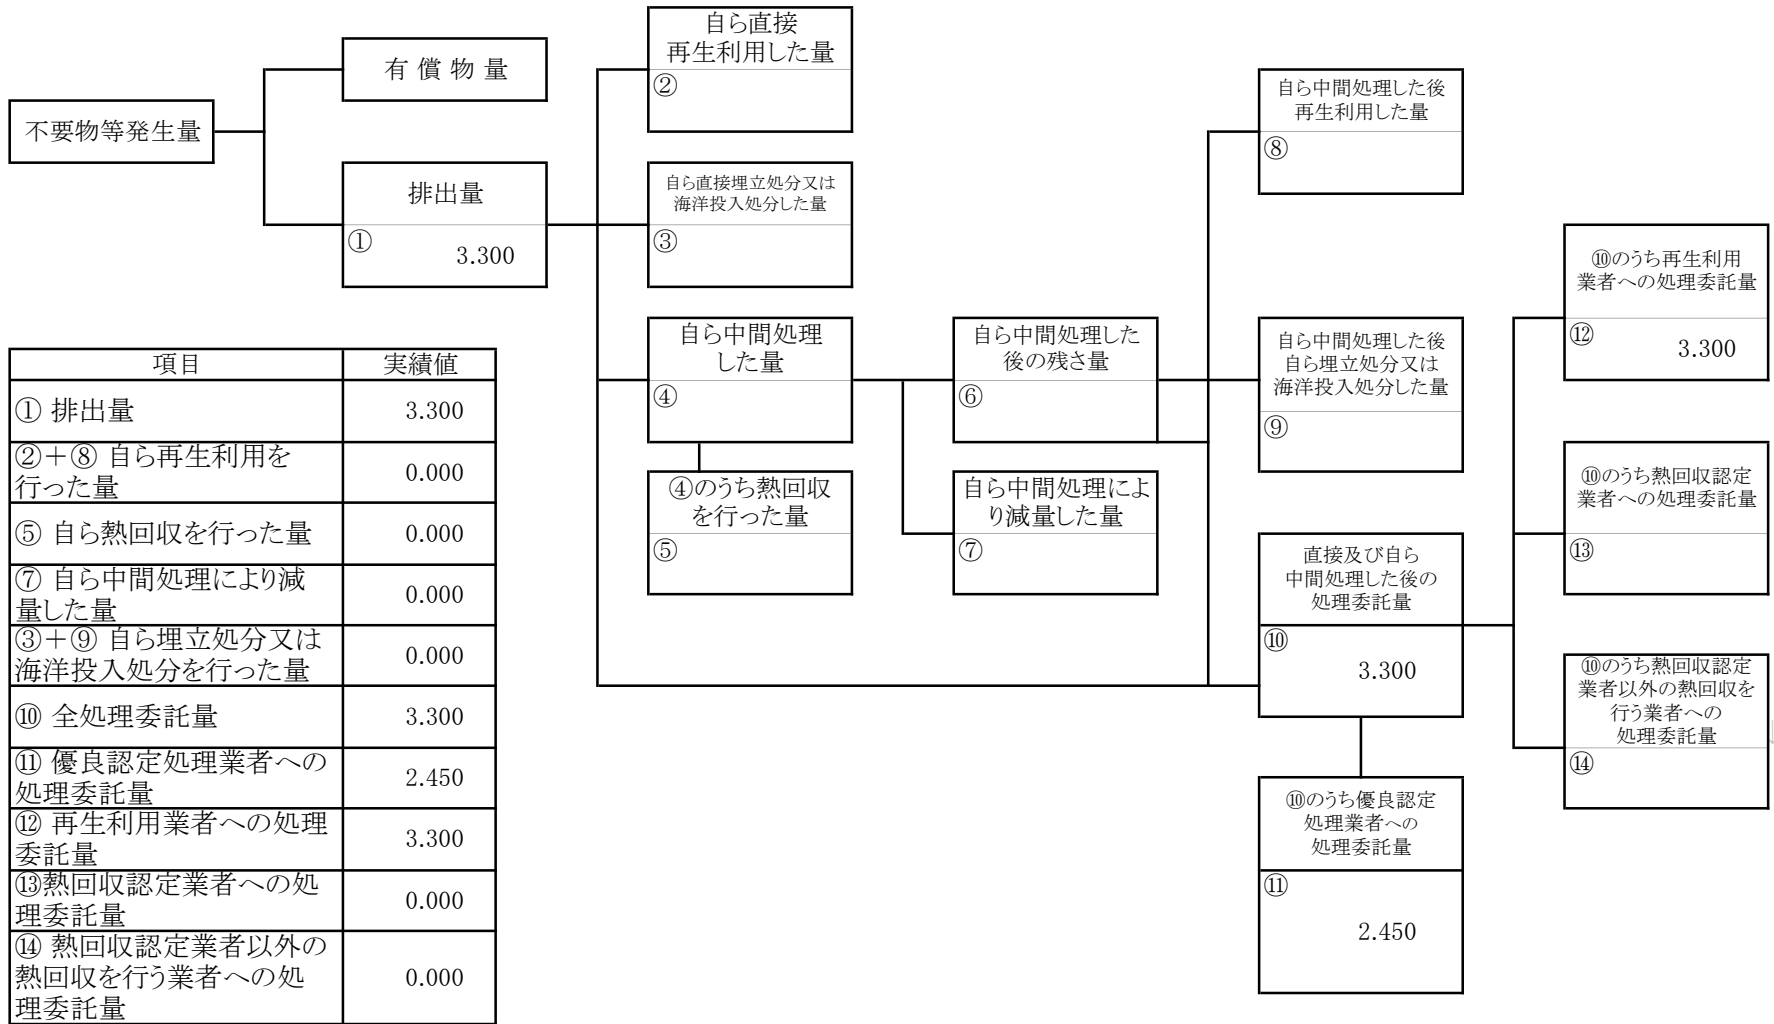 不要物等発生量
有 償 物 量
排出量
①
3.300
自ら直接
再生利用した量
②
自ら直接埋立処分又は
海洋投入処分した量
③
自ら中間処理
した量
④
④のうち熱回収
を行った量
⑤
自ら中間処理した
後の残さ量
⑥
自ら中間処理によ
り減量した量
⑦
自ら中間処理した後
再生利用した量
⑧
自ら中間処理した後
自ら埋立処分又は
海洋投入処分した量
⑨
直接及び自ら
中間処理した後の
処理委託量
⑩
3.300
⑩のうち優良認定
処理業者への
処理委託量
⑪
2.450
⑩のうち再生利用
業者への処理委託量
⑫
3.300
⑩のうち熱回収認定
業者への処理委託量
⑬
⑩のうち熱回収認定
業者以外の熱回収を
行う業者への
処理委託量
⑭
項目 実績値
① 排出量 3.300
②+⑧ 自ら再生利用を
行った量 0.000
⑤ 自ら熱回収を行った量 0.000
⑦ 自ら中間処理により減
量した量 0.000
③+⑨ 自ら埋立処分又は
海洋投入処分を行った量 0.000
⑩ 全処理委託量 3.300
⑪ 優良認定処理業者への
処理委託量 2.450
⑫ 再生利用業者への処理
委託量 3.300
⑬熱回収認定業者への処
理委託量 0.000
⑭ 熱回収認定業者以外の
熱回収を行う業者への処
理委託量 0.000